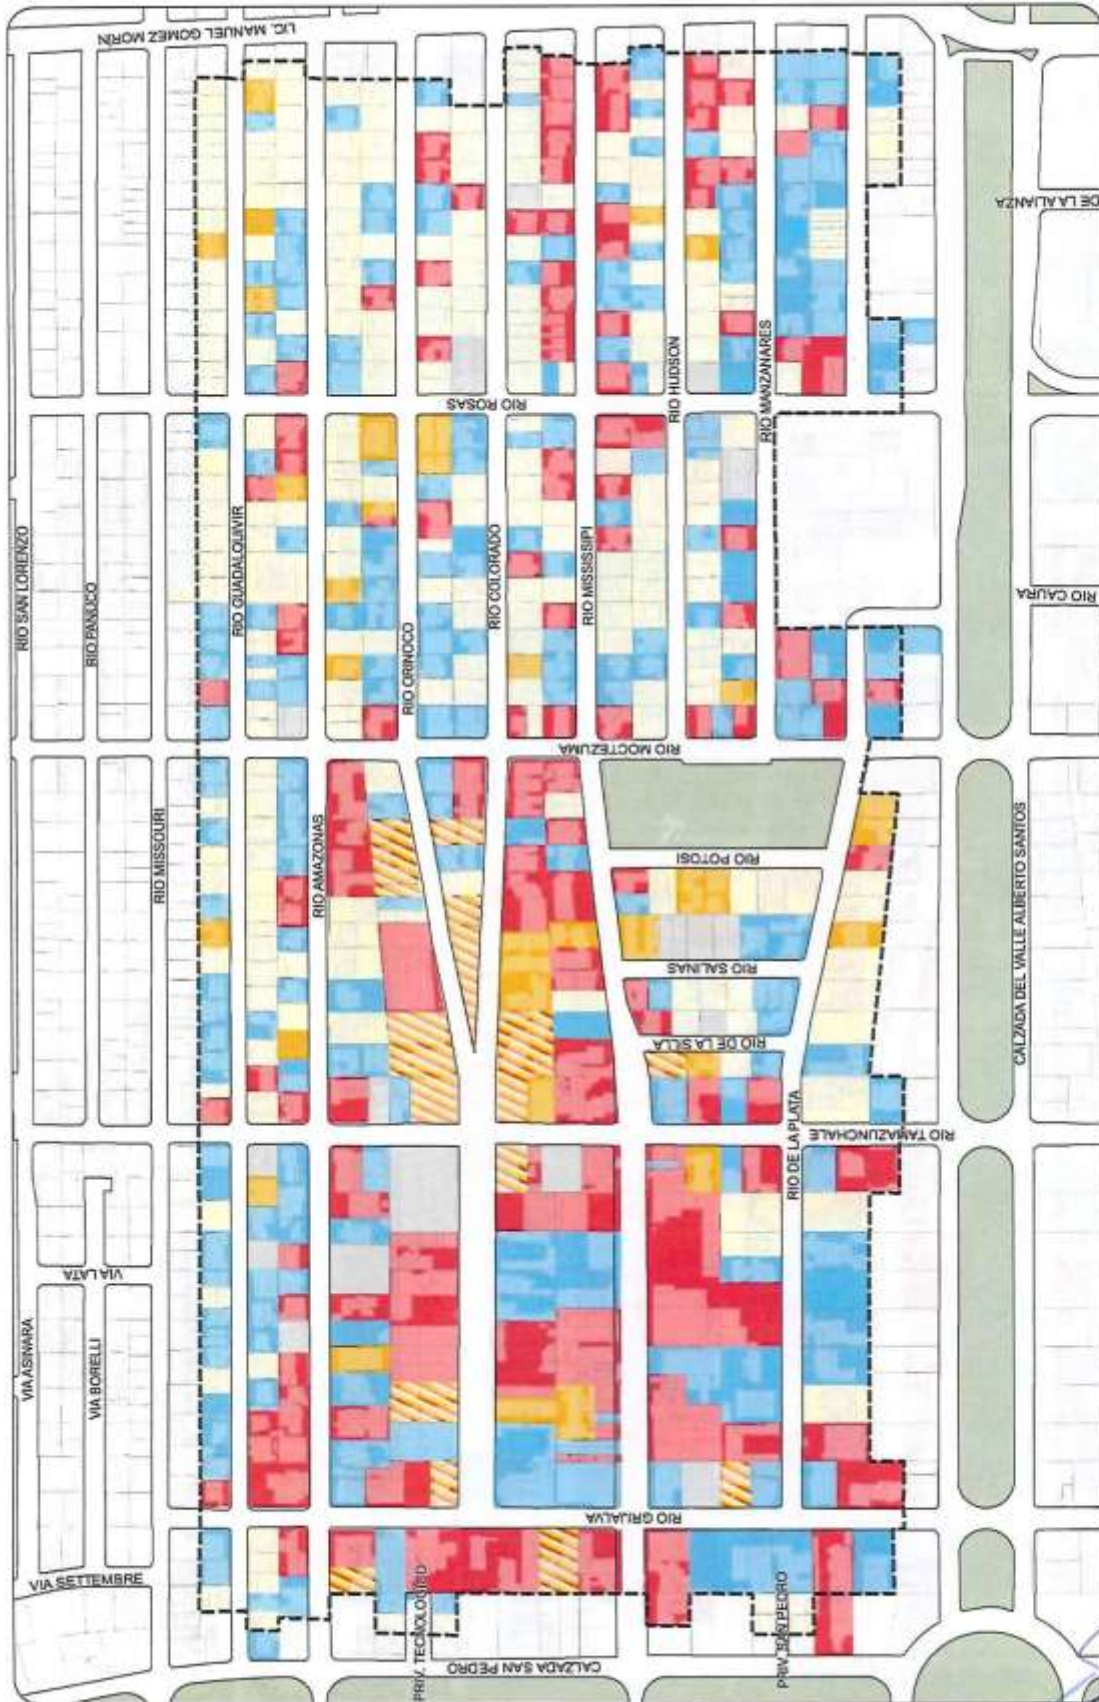 LIC. MANUEL GOMEZ MORIN
DE LA ALIANZA
RIO MANZANARES
RIO HUDSON
RIO ROSAS
RIO SAN LORENZO
RIO PANUCO
RIO GUADALQUIVIR
RIO ORINOCO
RIO COLORADO
RIO MISSISSIPI
RIO CAURA
RIO MOCTEZUMA
RIO MISSOURI
RIO AMAZONAS
RIO POTOSI
RIO SALINAS
RIO DE LA SILLA
CALZADA DEL VALLE ALBERTO SANTOS
RIO TAMAZUNCHALE
RIO DE LA PLATA
VIA LATA
VIA ASINARA
VIA BORELLI
RIO GRIJALVA
VIA SETTEMBRE
PRIV. TECNOLOGICO
PRIV. SAN PEDRO
CALZADA SAN PEDRO